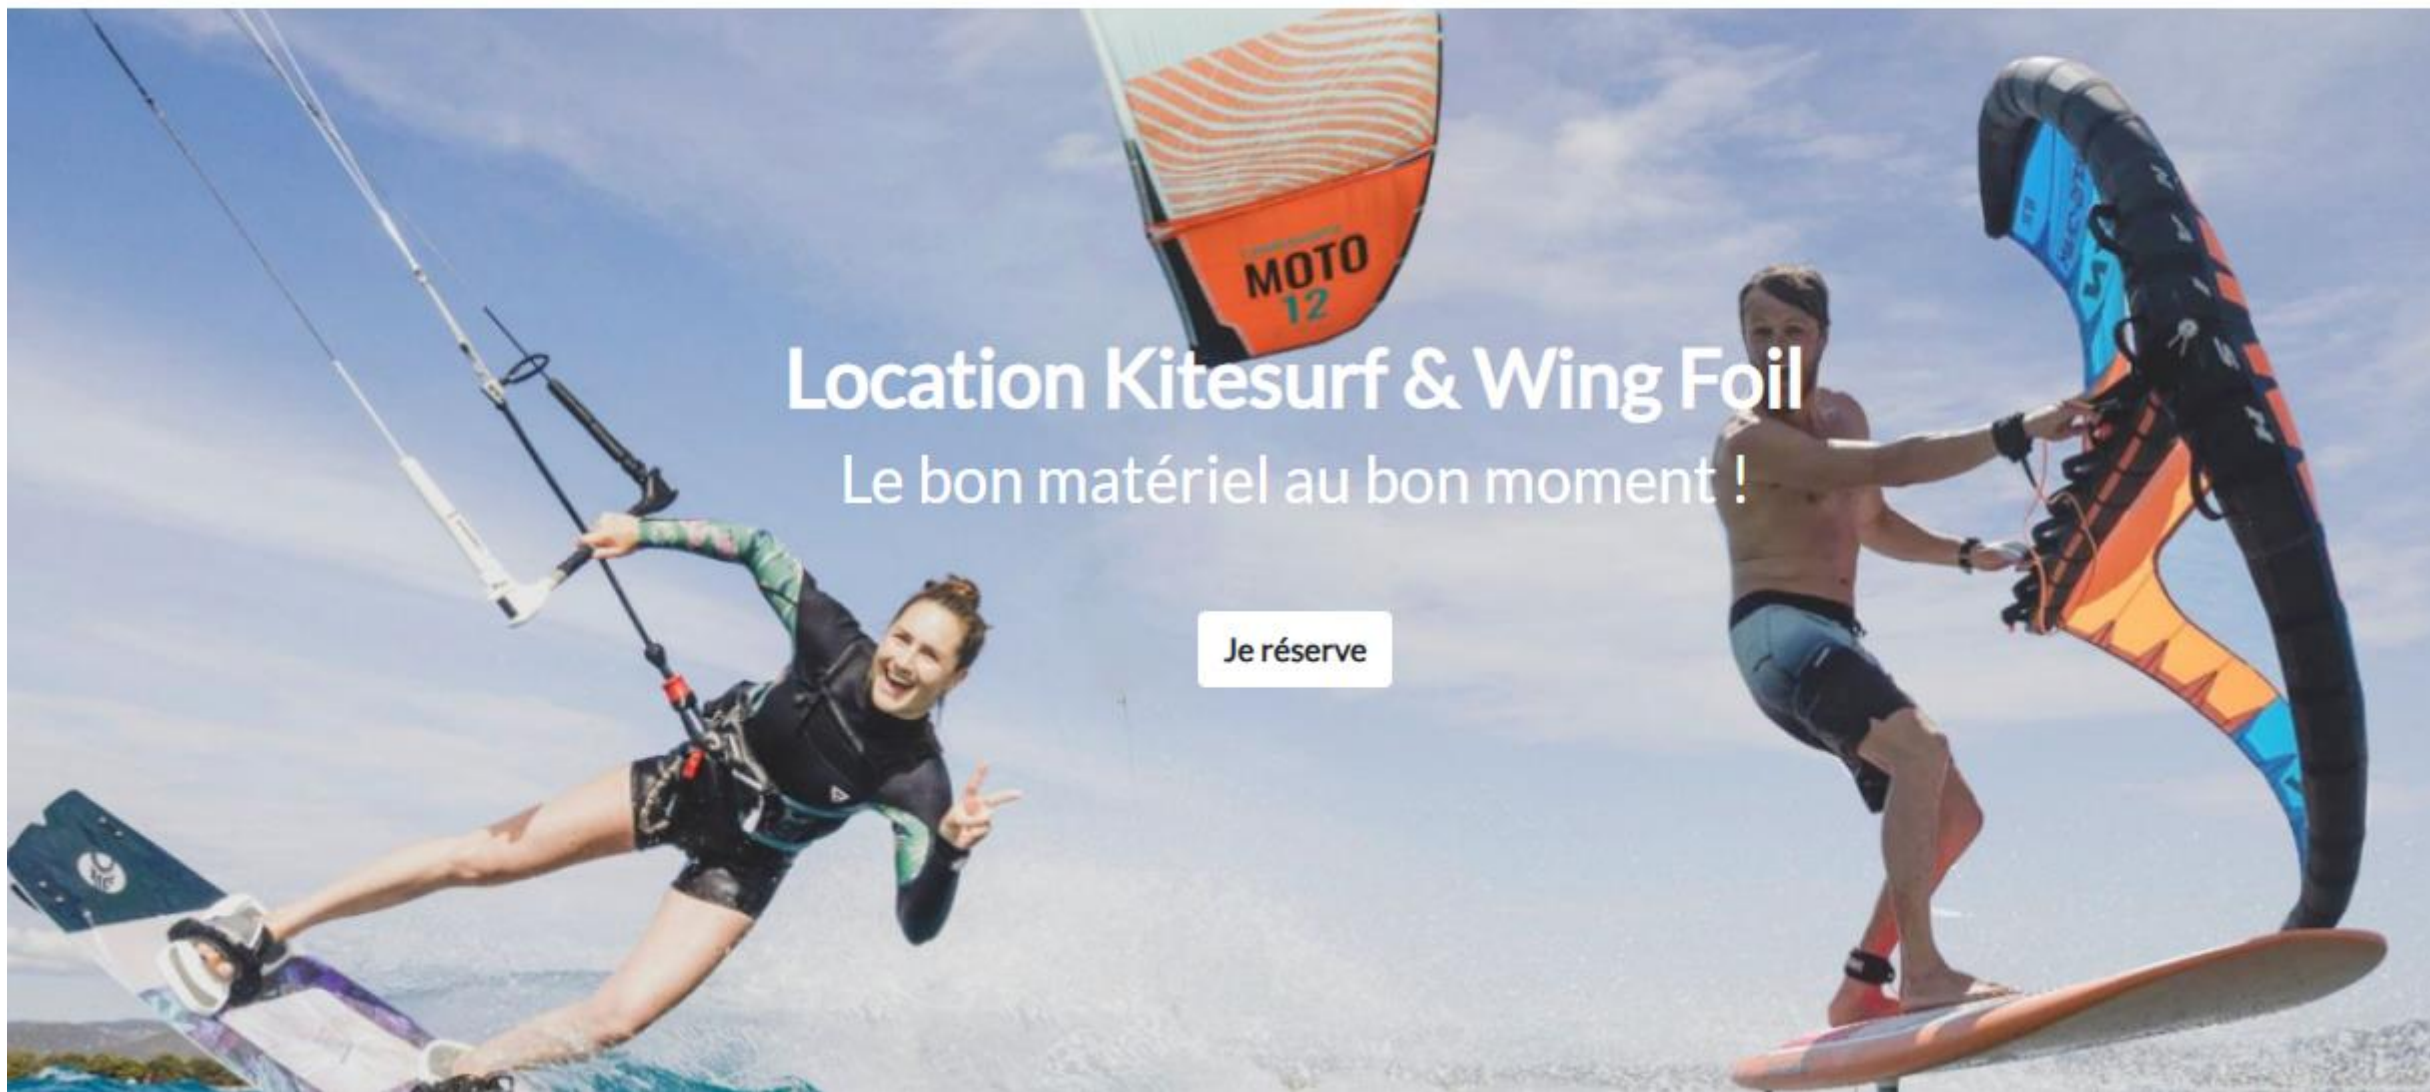 MOTO
12
Location Kitesurf & Wing Foil
Le bon matériel au bon moment !
Je réserve